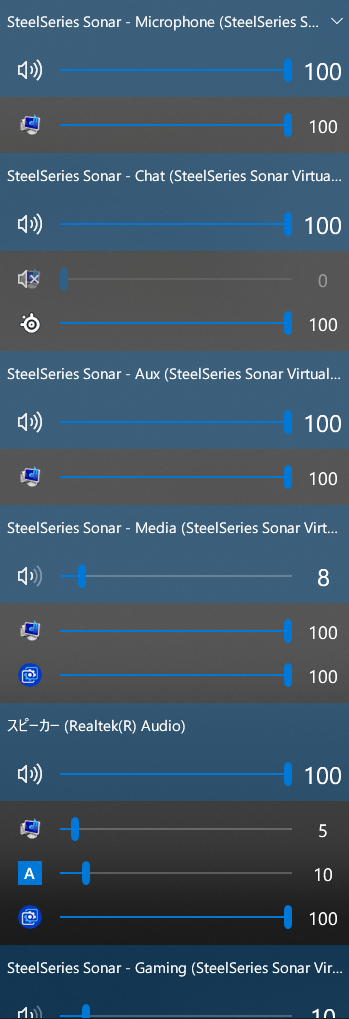 SteelSeries Sonar - Microphone (SteelSeries S...
100
100
SteelSeries Sonar - Chat (SteelSeries Sonar Virtua...
100
0
100
SteelSeries Sonar - Aux (SteelSeries Sonar Virtual...
100
100
SteelSeries Sonar - Media (SteelSeries Sonar Virt...
8
100
100
スピーカー (Realtek(R) Audio)
100
5
A
10
100
SteelSeries Sonar - Gaming (SteelSeries Sonar Vir...
10